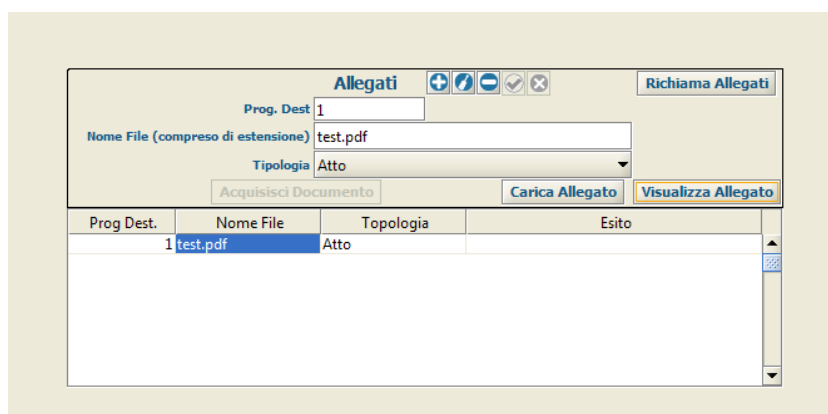 Allegati Richiama Allegati
Prog. Dest 1
Nome File (compreso di estensione) test.pdf
Tipologia Atto
Acquisisci Documento Carica Allegato Visualizza Allegato
Prog Dest. Nome File Topologia Esito
1 test.pdf Atto